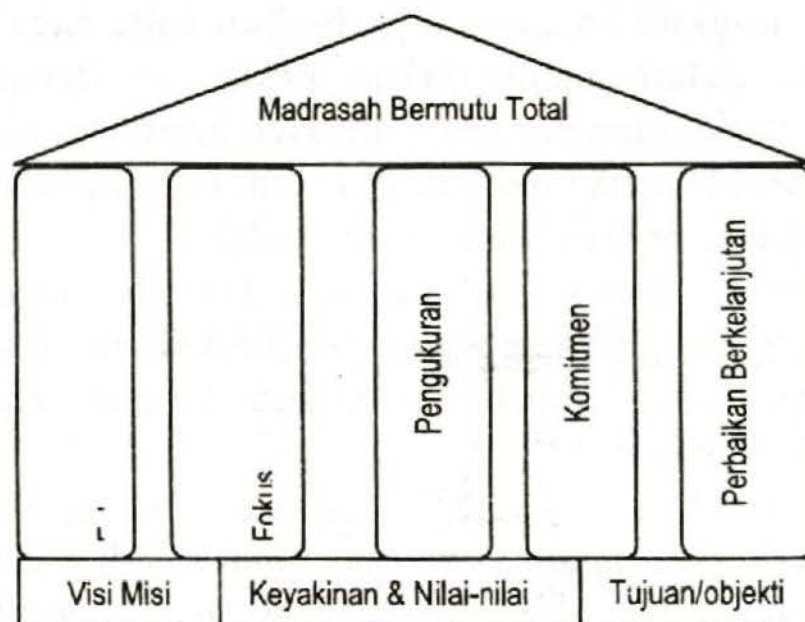 Madrasah Bermutu Total
Fokus
Pengukuran
Komitmen
Perbaikan Berkelanjutan
Visi Misi
Keyakinan & Nilai-nilai
Tujuan/objekti